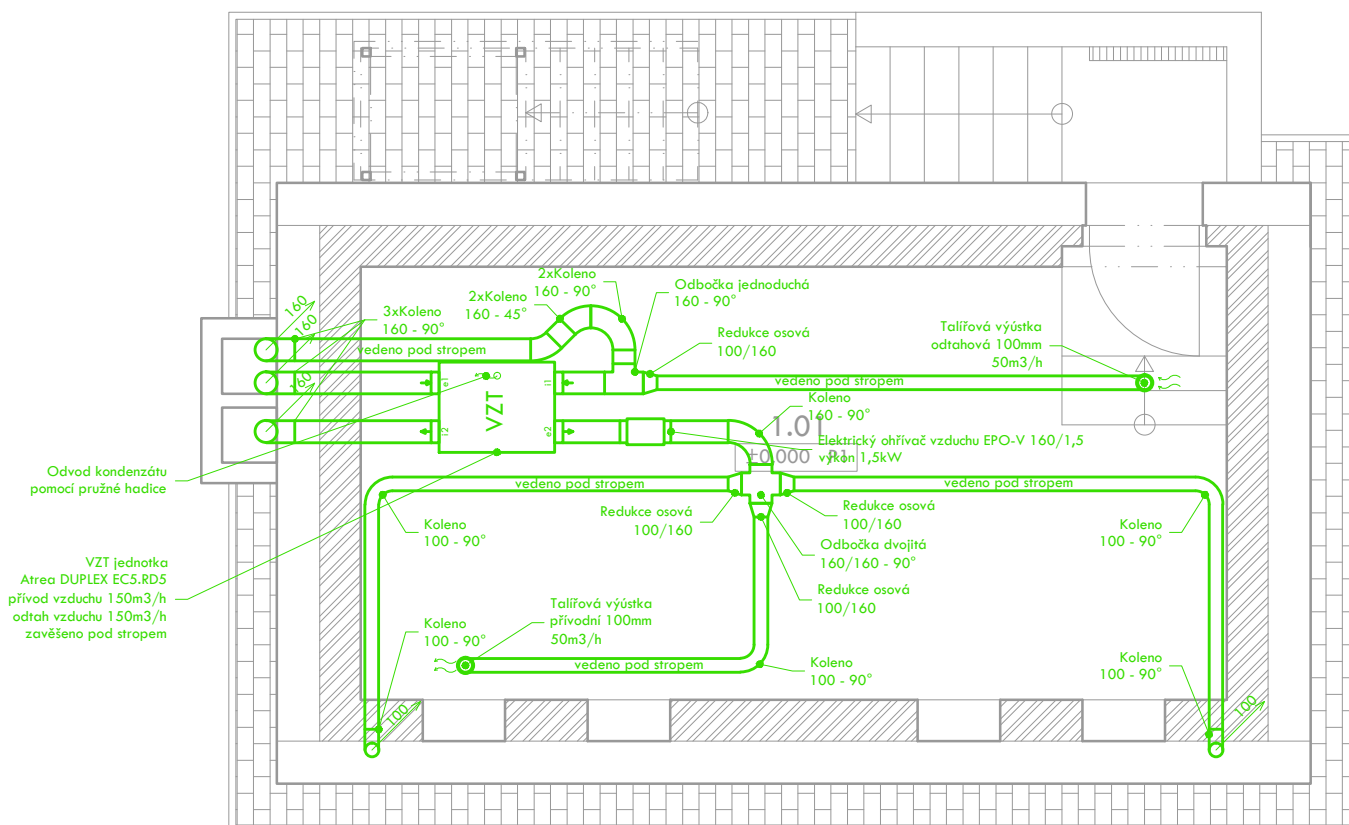 2xKoleno
160 - 90°
Odbočka jednoduchá
160 - 90°
2xKoleno
160 - 45°
3xKoleno
160 - 90°
160
160
160
Redukce osová
100/160
Talířová výústka
odtahová 100mm
50m3/h
vedeno pod stropem
vedeno pod stropem
e1
i1
VZT
i2
e2
Koleno
160 - 90°
1.01
±0,000
Elektrický ohřívač vzduchu EPO-V 160/1,5
výkon 1,5kW
Odvod kondenzátu
pomocí pružné hadice
vedeno pod stropem
vedeno pod stropem
Redukce osová
100/160
Redukce osová
100/160
Koleno
100 - 90°
Koleno
100 - 90°
Odbočka dvojitá
160/160 - 90°
VZT jednotka
Atrea DUPLEX EC5.RD5
přívod vzduchu 150m3/h
odtah vzduchu 150m3/h
zavěšeno pod stropem
Redukce osová
100/160
Talířová výústka
přívodní 100mm
50m3/h
Koleno
100 - 90°
vedeno pod stropem
Koleno
100 - 90°
Koleno
100 - 90°
100
100